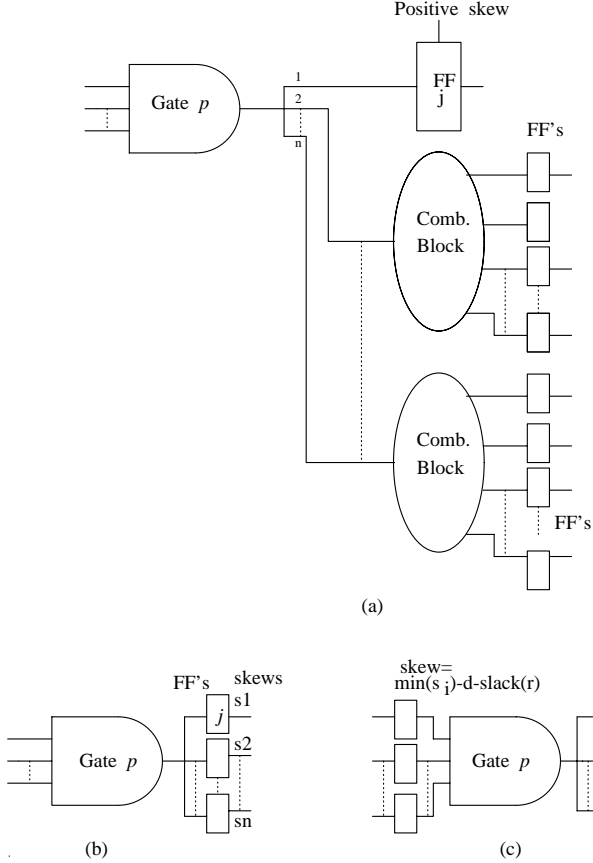 Positive skew
FF
j
Gate p
1
2
n
FF's
Comb.
Block
Comb.
Block
FF's
(a)
FF's
skews
j
s1
s2
sn
Gate p
(b)
skew=
min(s i)-d-slack(r)
Gate p
(c)